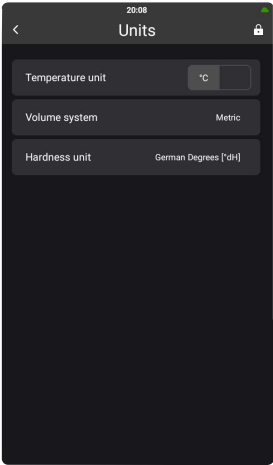 20:08
Units
Temperature unit °C
Volume system Metric
Hardness unit German Degrees [°dH]